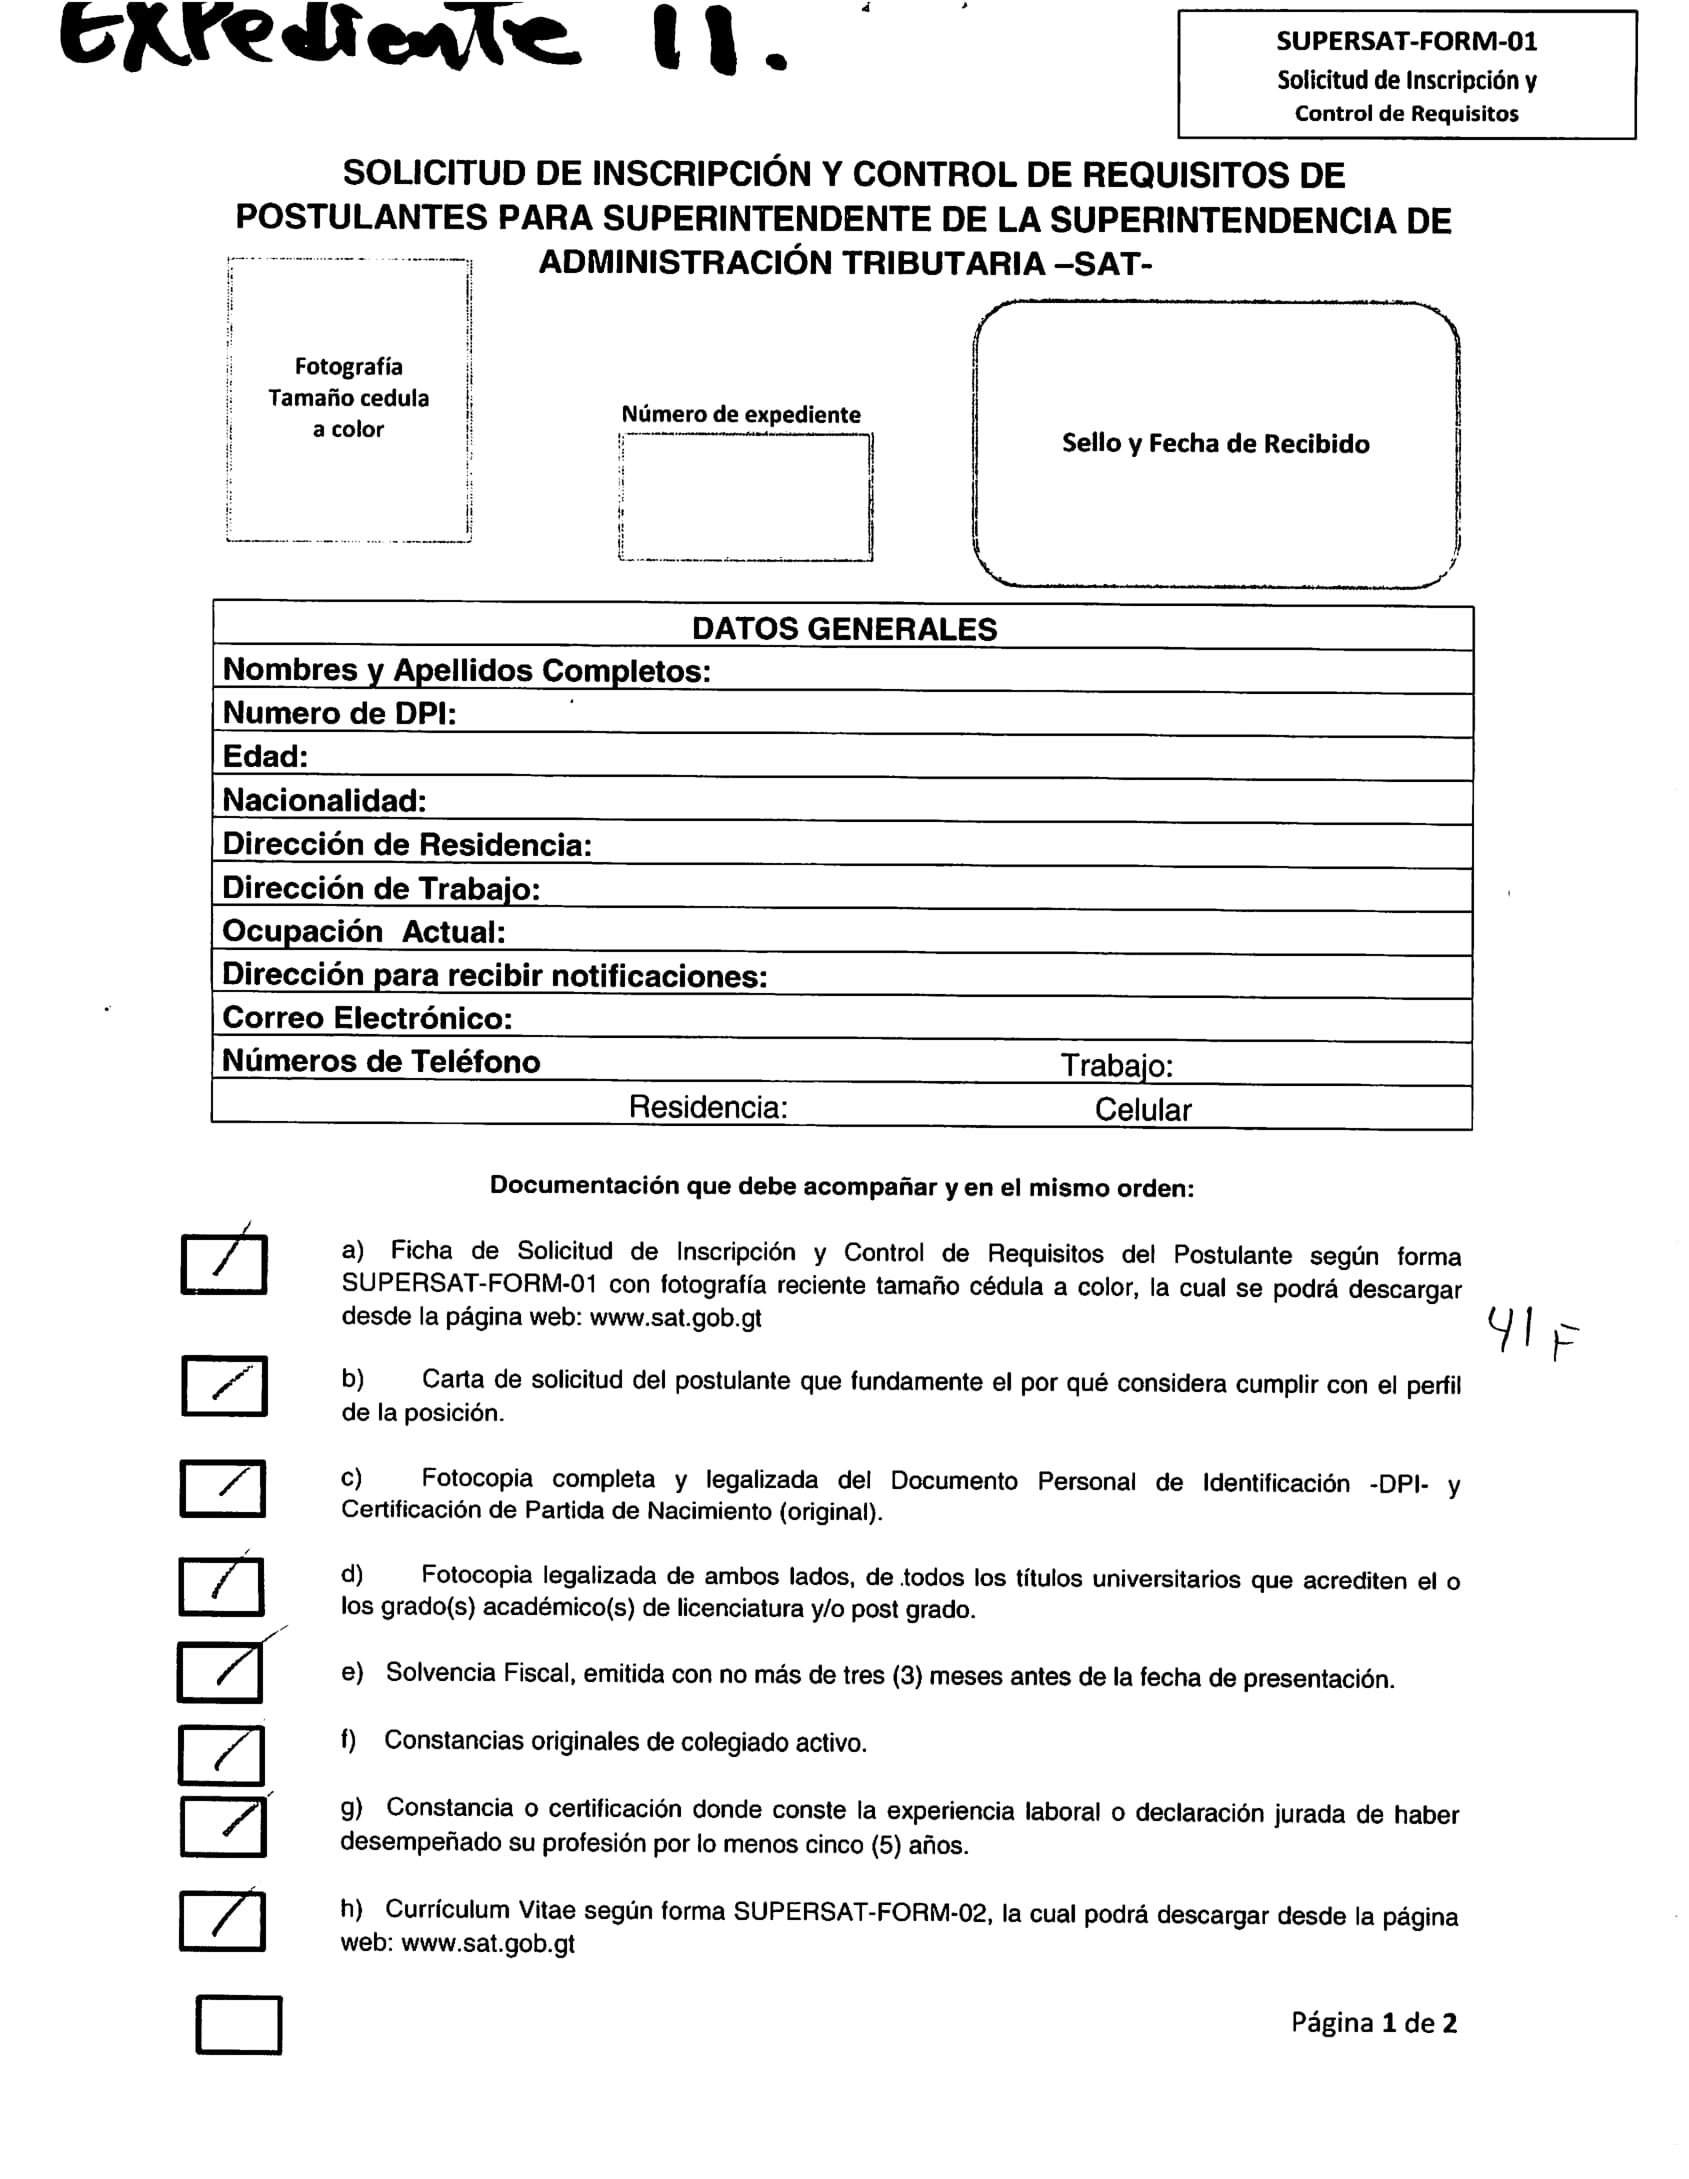 Expediente 11.
SUPERSAT-FORM-01
Solicitud de Inscripción y
Control de Requisitos
SOLICITUD DE INSCRIPCIÓN Y CONTROL DE REQUISITOS DE
POSTULANTES PARA SUPERINTENDENTE DE LA SUPERINTENDENCIA DE
ADMINISTRACIÓN TRIBUTARIA –SAT-
Fotografía
Tamaño cedula
a color
Número de expediente
Sello y Fecha de Recibido
DATOS GENERALES
Nombres y Apellidos Completos:
Numero de DPI:
Edad:
Nacionalidad:
Dirección de Residencia:
Dirección de Trabajo:
Ocupación Actual:
Dirección para recibir notificaciones:
Correo Electrónico:
Números de Teléfono Trabajo:
Residencia: Celular
Documentación que debe acompañar y en el mismo orden:
a) Ficha de Solicitud de Inscripción y Control de Requisitos del Postulante según forma
SUPERSAT-FORM-01 con fotografía reciente tamaño cédula a color, la cual se podrá descargar
desde la página web: www.sat.gob.gt
41 F
b) Carta de solicitud del postulante que fundamente el por qué considera cumplir con el perfil
de la posición.
c) Fotocopia completa y legalizada del Documento Personal de Identificación -DPI- y
Certificación de Partida de Nacimiento (original).
d) Fotocopia legalizada de ambos lados, de todos los títulos universitarios que acrediten el o
los grado(s) académico(s) de licenciatura y/o post grado.
e) Solvencia Fiscal, emitida con no más de tres (3) meses antes de la fecha de presentación.
f) Constancias originales de colegiado activo.
g) Constancia o certificación donde conste la experiencia laboral o declaración jurada de haber
desempeñado su profesión por lo menos cinco (5) años.
h) Currículum Vitae según forma SUPERSAT-FORM-02, la cual podrá descargar desde la página
web: www.sat.gob.gt
Página 1 de 2